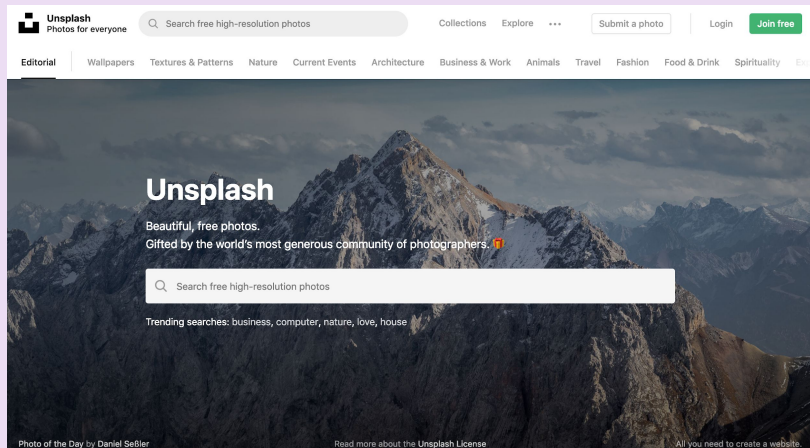 Unsplash
Photos for everyone
Search free high-resolution photos
Collections
Explore
Submit a photo
Login
Join free
Editorial
Wallpapers
Textures & Patterns
Nature
Current Events
Architecture
Business & Work
Animals
Travel
Fashion
Food & Drink
Spirituality
Unsplash
Beautiful, free photos.
Gifted by the world's most generous community of photographers. 🎁
Search free high-resolution photos
Trending searches: business, computer, nature, love, house
Photo of the Day by Daniel Seßler
Read more about the Unsplash License
All you need to create a website.